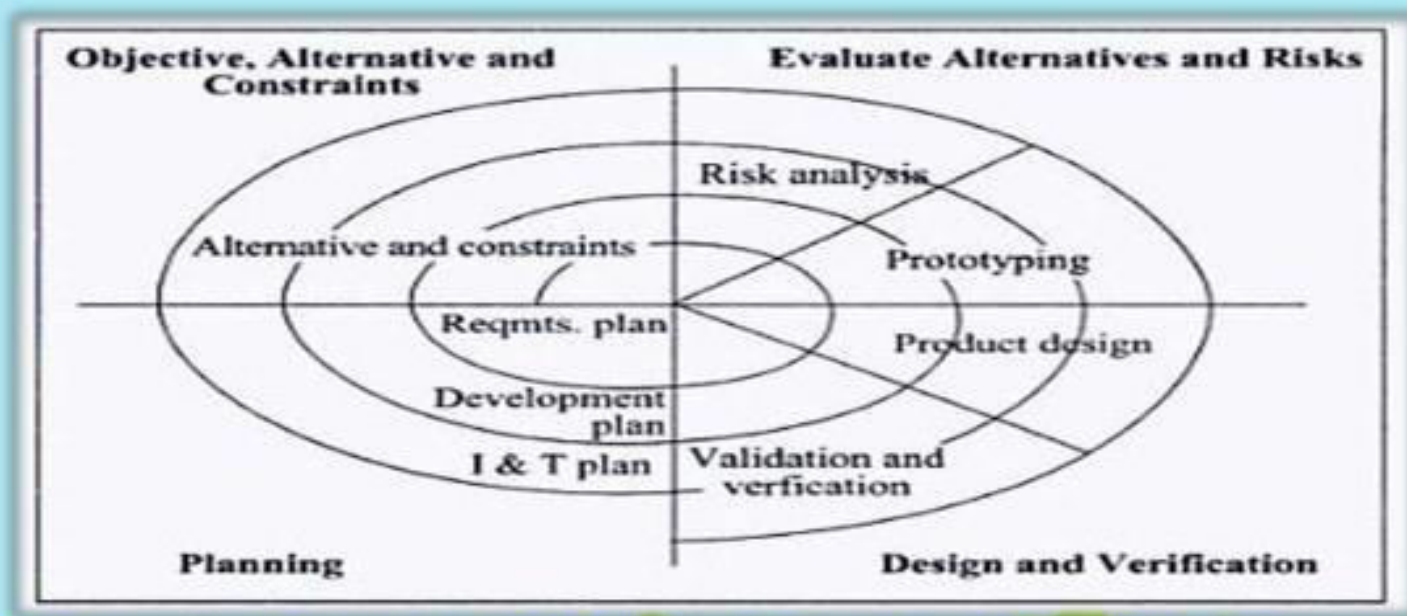 Objective, Alternative and
Constraints
Evaluate Alternatives and Risks
Risk analysis
Alternative and constraints
Prototyping
Reqmts. plan
Product design
Development
plan
I & T plan
Validation and
verfication
Planning
Design and Verification